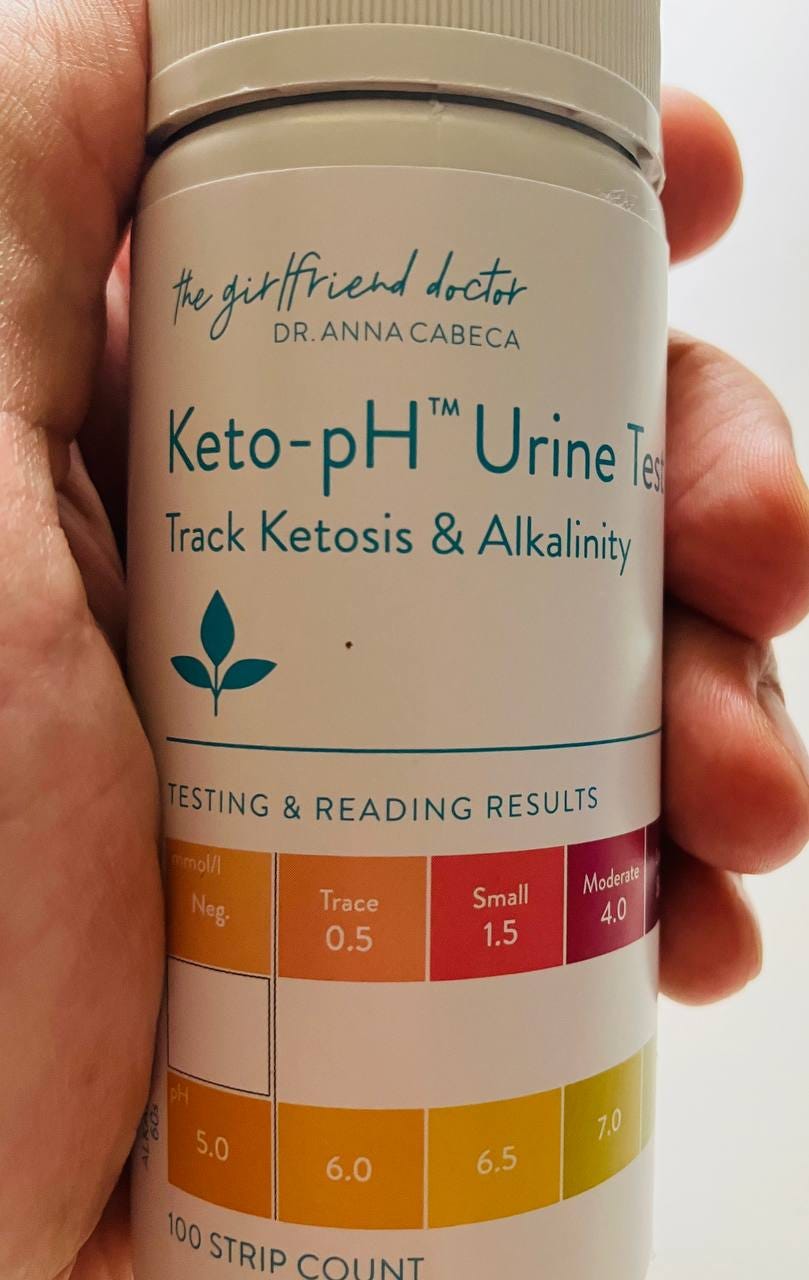 the girlfriend doctor
DR. ANNA CABECA
Keto-pH™ Urine Test
Track Ketosis & Alkalinity
TESTING & READING RESULTS
mmol/l
Neg. Trace Small Moderate
0.5 1.5 4.0
pH
5.0 6.0 6.5 7.0
60s
100 STRIP COUNT